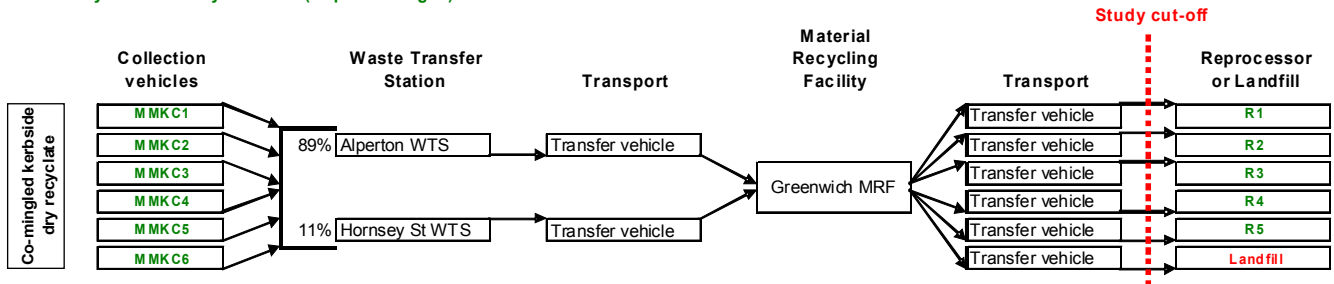 Study cut-off
Collection
vehicles
Waste Transfer
Station
Transport
Material
Recycling
Facility
Transport
Reprocessor
or Landfill
Co-mingled kerbside
dry recyclate
MMKC1
MMKC2
MMKC3
MMKC4
MMKC5
MMKC6
89% Alperton WTS
11% Hornsey St WTS
Transfer vehicle
Transfer vehicle
Greenwich MRF
Transfer vehicle
Transfer vehicle
Transfer vehicle
Transfer vehicle
Transfer vehicle
Transfer vehicle
R1
R2
R3
R4
R5
Landfill